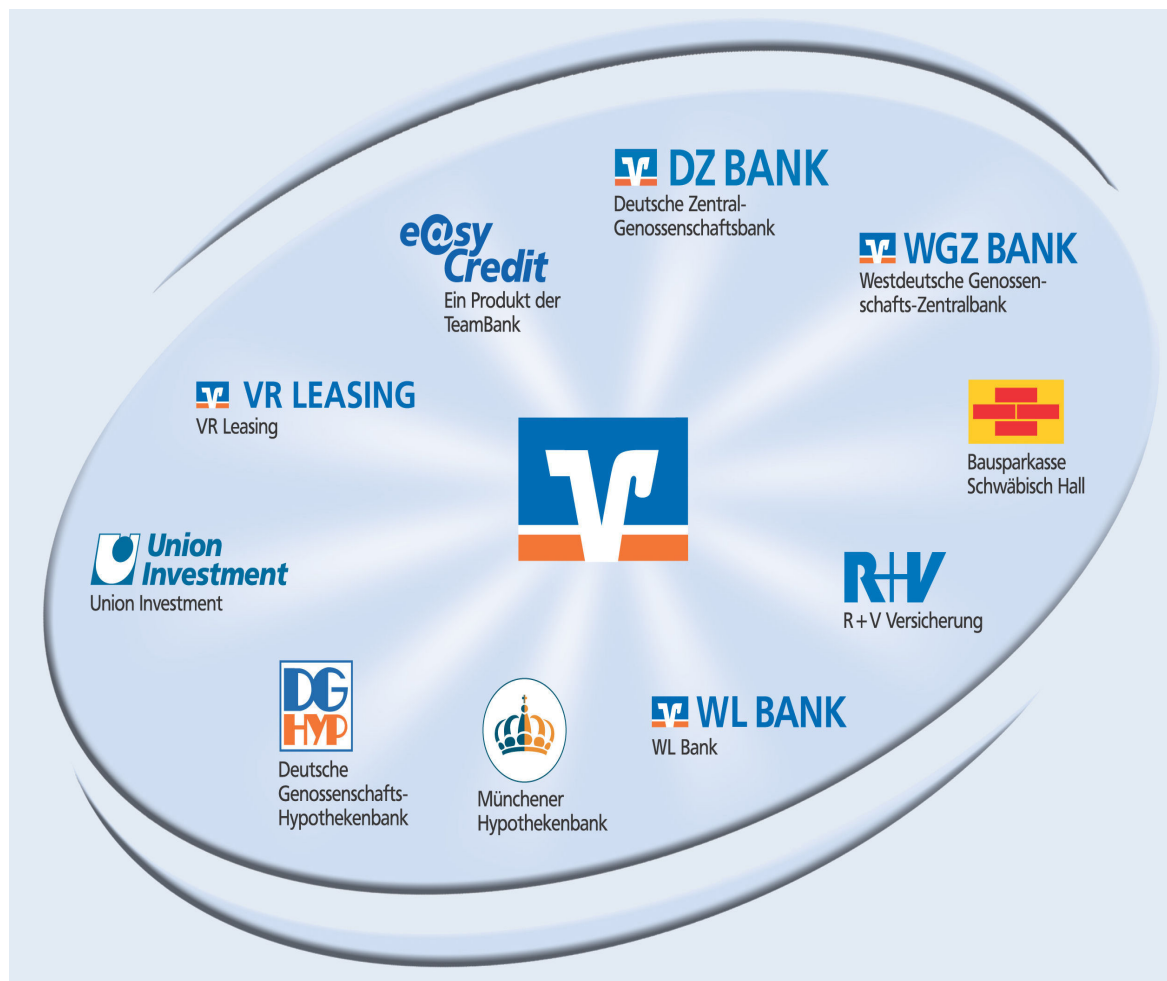 DZ BANK
Deutsche Zentral-
Genossenschaftsbank
e@sy
Credit
Ein Produkt der
TeamBank
WGZ BANK
Westdeutsche Genossen-
schafts-Zentralbank
VR LEASING
VR Leasing
Bausparkasse
Schwäbisch Hall
Union
Investment
Union Investment
R+V
R+V Versicherung
DG
HYP
Deutsche
Genossenschafts-
Hypothekenbank
Münchener
Hypothekenbank
WL BANK
WL Bank